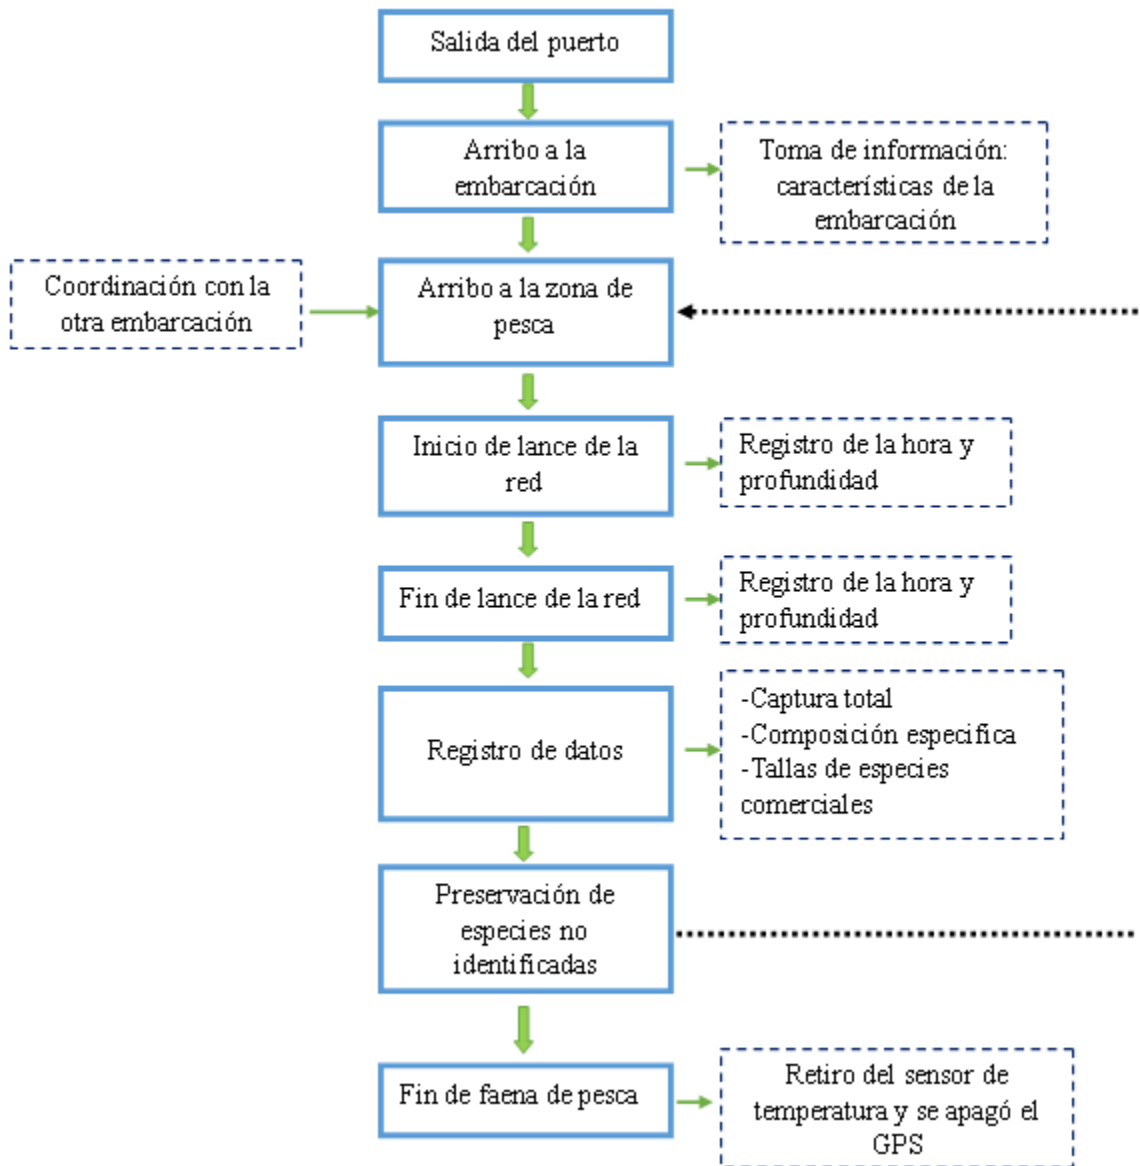 Salida del puerto
Arribo a la
embarcación
Toma de información:
características de la
embarcación
Coordinación con la
otra embarcación
Arribo a la zona de
pesca
Inicio de lance de la
red
Registro de la hora y
profundidad
Fin de lance de la red
Registro de la hora y
profundidad
Registro de datos
-Captura total
-Composición especifica
-Tallas de especies
comerciales
Preservación de
especies no
identificadas
Fin de faena de pesca
Retiro del sensor de
temperatura y se apagó el
GPS